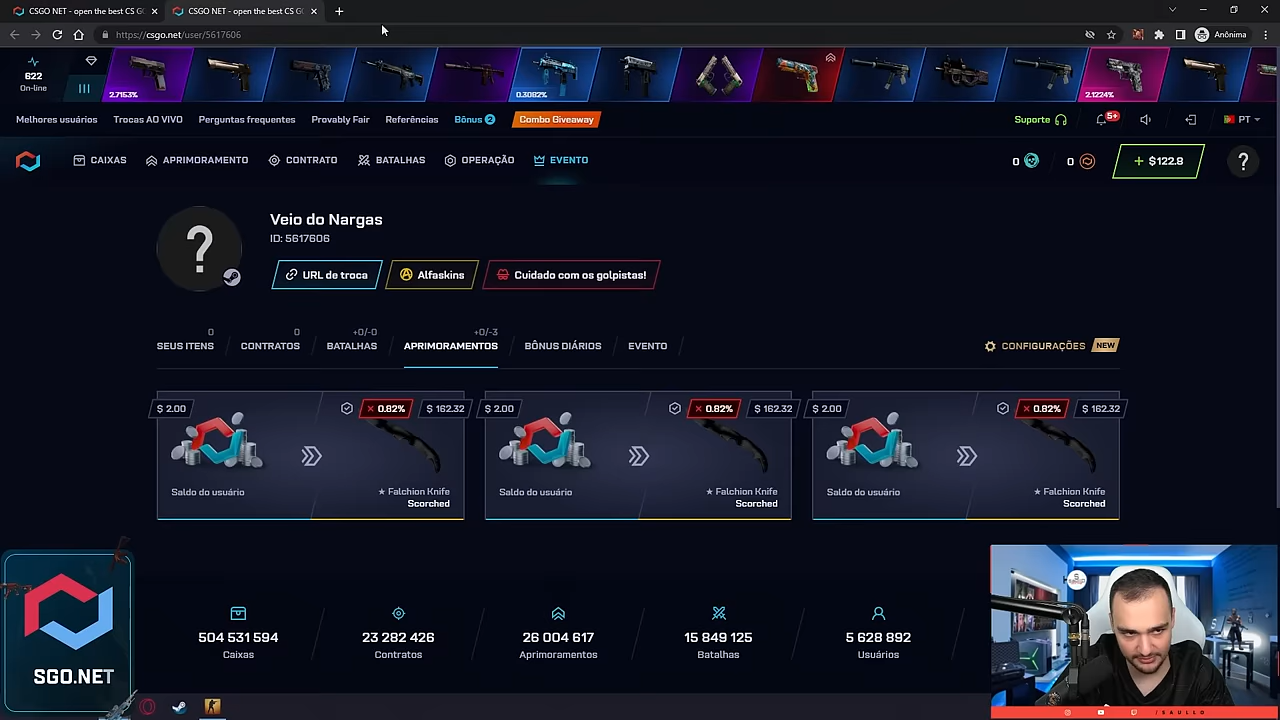 CSGO NET - open the best CS G
CSGO NET - open the best CS G
https://csgo.net/user/5617606
Anônima
622
On-line
2.7153%
0.3082%
2.1224%
Melhores usuários
Trocas AO VIVO
Perguntas frequentes
Provably Fair
Referências
Bônus 2
Combo Giveaway
Suporte
5+
PT
CAIXAS
APRIMORAMENTO
CONTRATO
BATALHAS
OPERAÇÃO
EVENTO
0
0
+ $122.8
?
?
Veio do Nargas
ID: 5617606
URL de troca
Alfaskins
Cuidado com os golpistas!
0
SEUS ITENS
0
CONTRATOS
+0/-0
BATALHAS
+0/-3
APRIMORAMENTOS
BÔNUS DIÁRIOS
EVENTO
CONFIGURAÇÕES NEW
$ 2.00
0.82%
$ 162.32
Saldo do usuário
★ Falchion Knife
Scorched
$ 2.00
0.82%
$ 162.32
Saldo do usuário
★ Falchion Knife
Scorched
$ 2.00
0.82%
$ 162.32
Saldo do usuário
★ Falchion Knife
Scorched
504 531 594
Caixas
23 282 426
Contratos
26 004 617
Aprimoramentos
15 849 125
Batalhas
5 628 892
Usuários
SGO.NET
/SAULLO